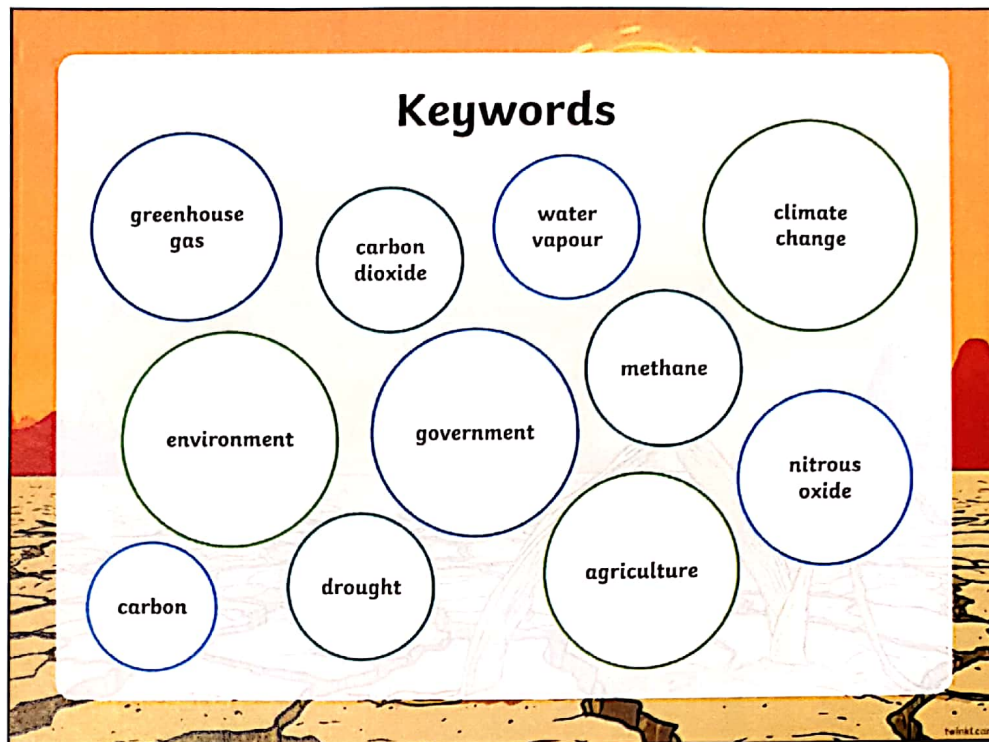 Keywords
greenhouse
gas
carbon
dioxide
water
vapour
climate
change
environment
government
methane
nitrous
oxide
carbon
drought
agriculture
twinkl.com